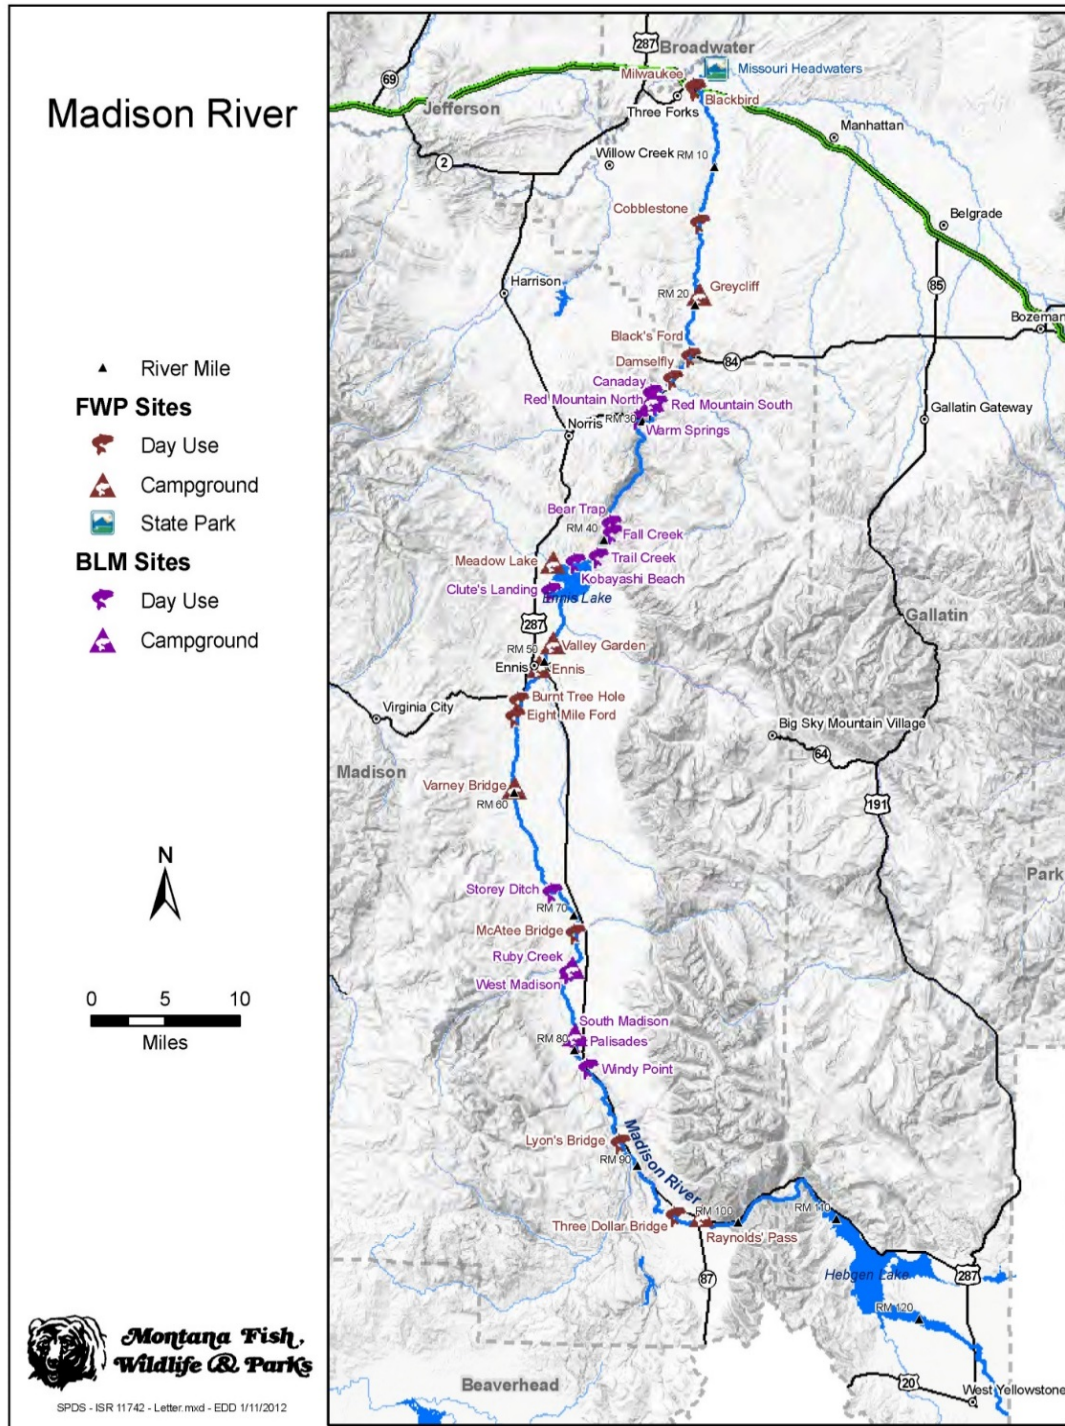 Madison River
River Mile
FWP Sites
Day Use
Campground
State Park
BLM Sites
Day Use
Campground
N
0 5 10
Miles
Montana Fish,
Wildlife & Parks
SPDS - ISR 11742 - Letter.mxd - EDD 1/11/2012
287
Broadwater
69
Milwaukee
Missouri Headwaters
Jefferson
Blackbird
Three Forks
Manhattan
2
Willow Creek
RM 10
Cobblestone
Belgrade
Harrison
RM 20
Greycliff
85
Bozeman
Black's Ford
84
Damselfly
Canaday
Red Mountain North
Red Mountain South
RM 30
Norris
Warm Springs
Gallatin Gateway
Bear Trap
RM 40
Fall Creek
Meadow Lake
Trail Creek
Kobayashi Beach
Clute's Landing
Ennis Lake
287
Gallatin
RM 50
Valley Garden
Ennis
Ennis
Burnt Tree Hole
Virginia City
Eight Mile Ford
Big Sky Mountain Village
64
Madison
Varney Bridge
RM 60
191
Park
Storey Ditch
RM 70
McAtee Bridge
Ruby Creek
West Madison
South Madison
RM 80
Palisades
Windy Point
Lyon's Bridge
Madison River
RM 90
RM 100
RM 110
Three Dollar Bridge
Raynolds' Pass
87
Hebgen Lake
287
RM 120
Beaverhead
20
West Yellowstone